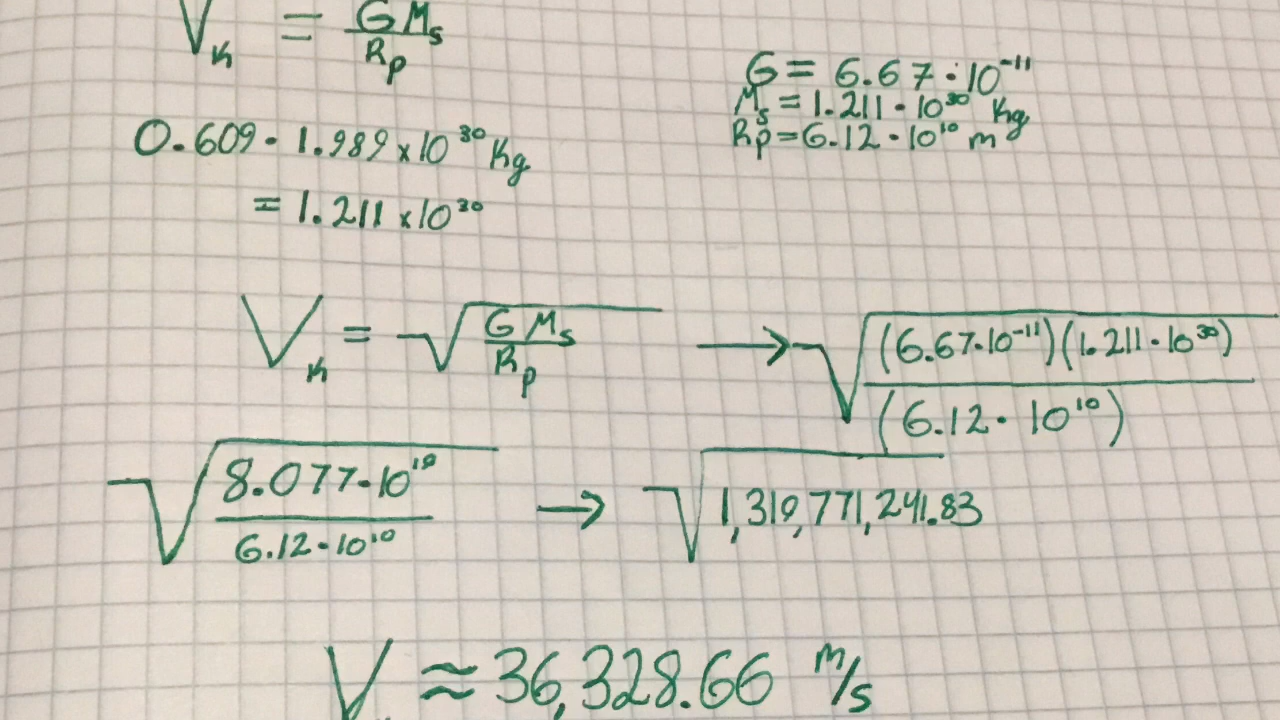 V_K = G M_s / R_p
G = 6.67 · 10^-11
M_s = 1.211 · 10^30 Kg
R_p = 6.12 · 10^10 m
0.609 · 1.989 x 10^30 Kg
= 1.211 x 10^30
V_K = √(G M_s / R_p) → √((6.67·10^-11)(1.211·10^30) / (6.12·10^10))
√(8.077·10^19 / 6.12·10^10) → √1,319,771,241.83
V ≈ 36,328.66 m/s